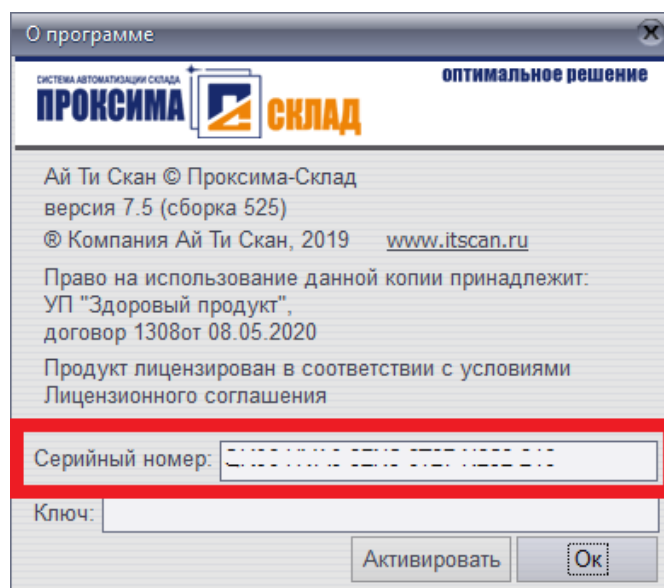 О программе
СИСТЕМА АВТОМАТИЗАЦИИ СКЛАДА
ПРОКСИМА СКЛАД
оптимальное решение
Ай Ти Скан © Проксима-Склад
версия 7.5 (сборка 525)
® Компания Ай Ти Скан, 2019 www.itscan.ru
Право на использование данной копии принадлежит:
УП "Здоровый продукт",
договор 1308от 08.05.2020
Продукт лицензирован в соответствии с условиями
Лицензионного соглашения
Серийный номер:
Ключ:
Активировать Ок